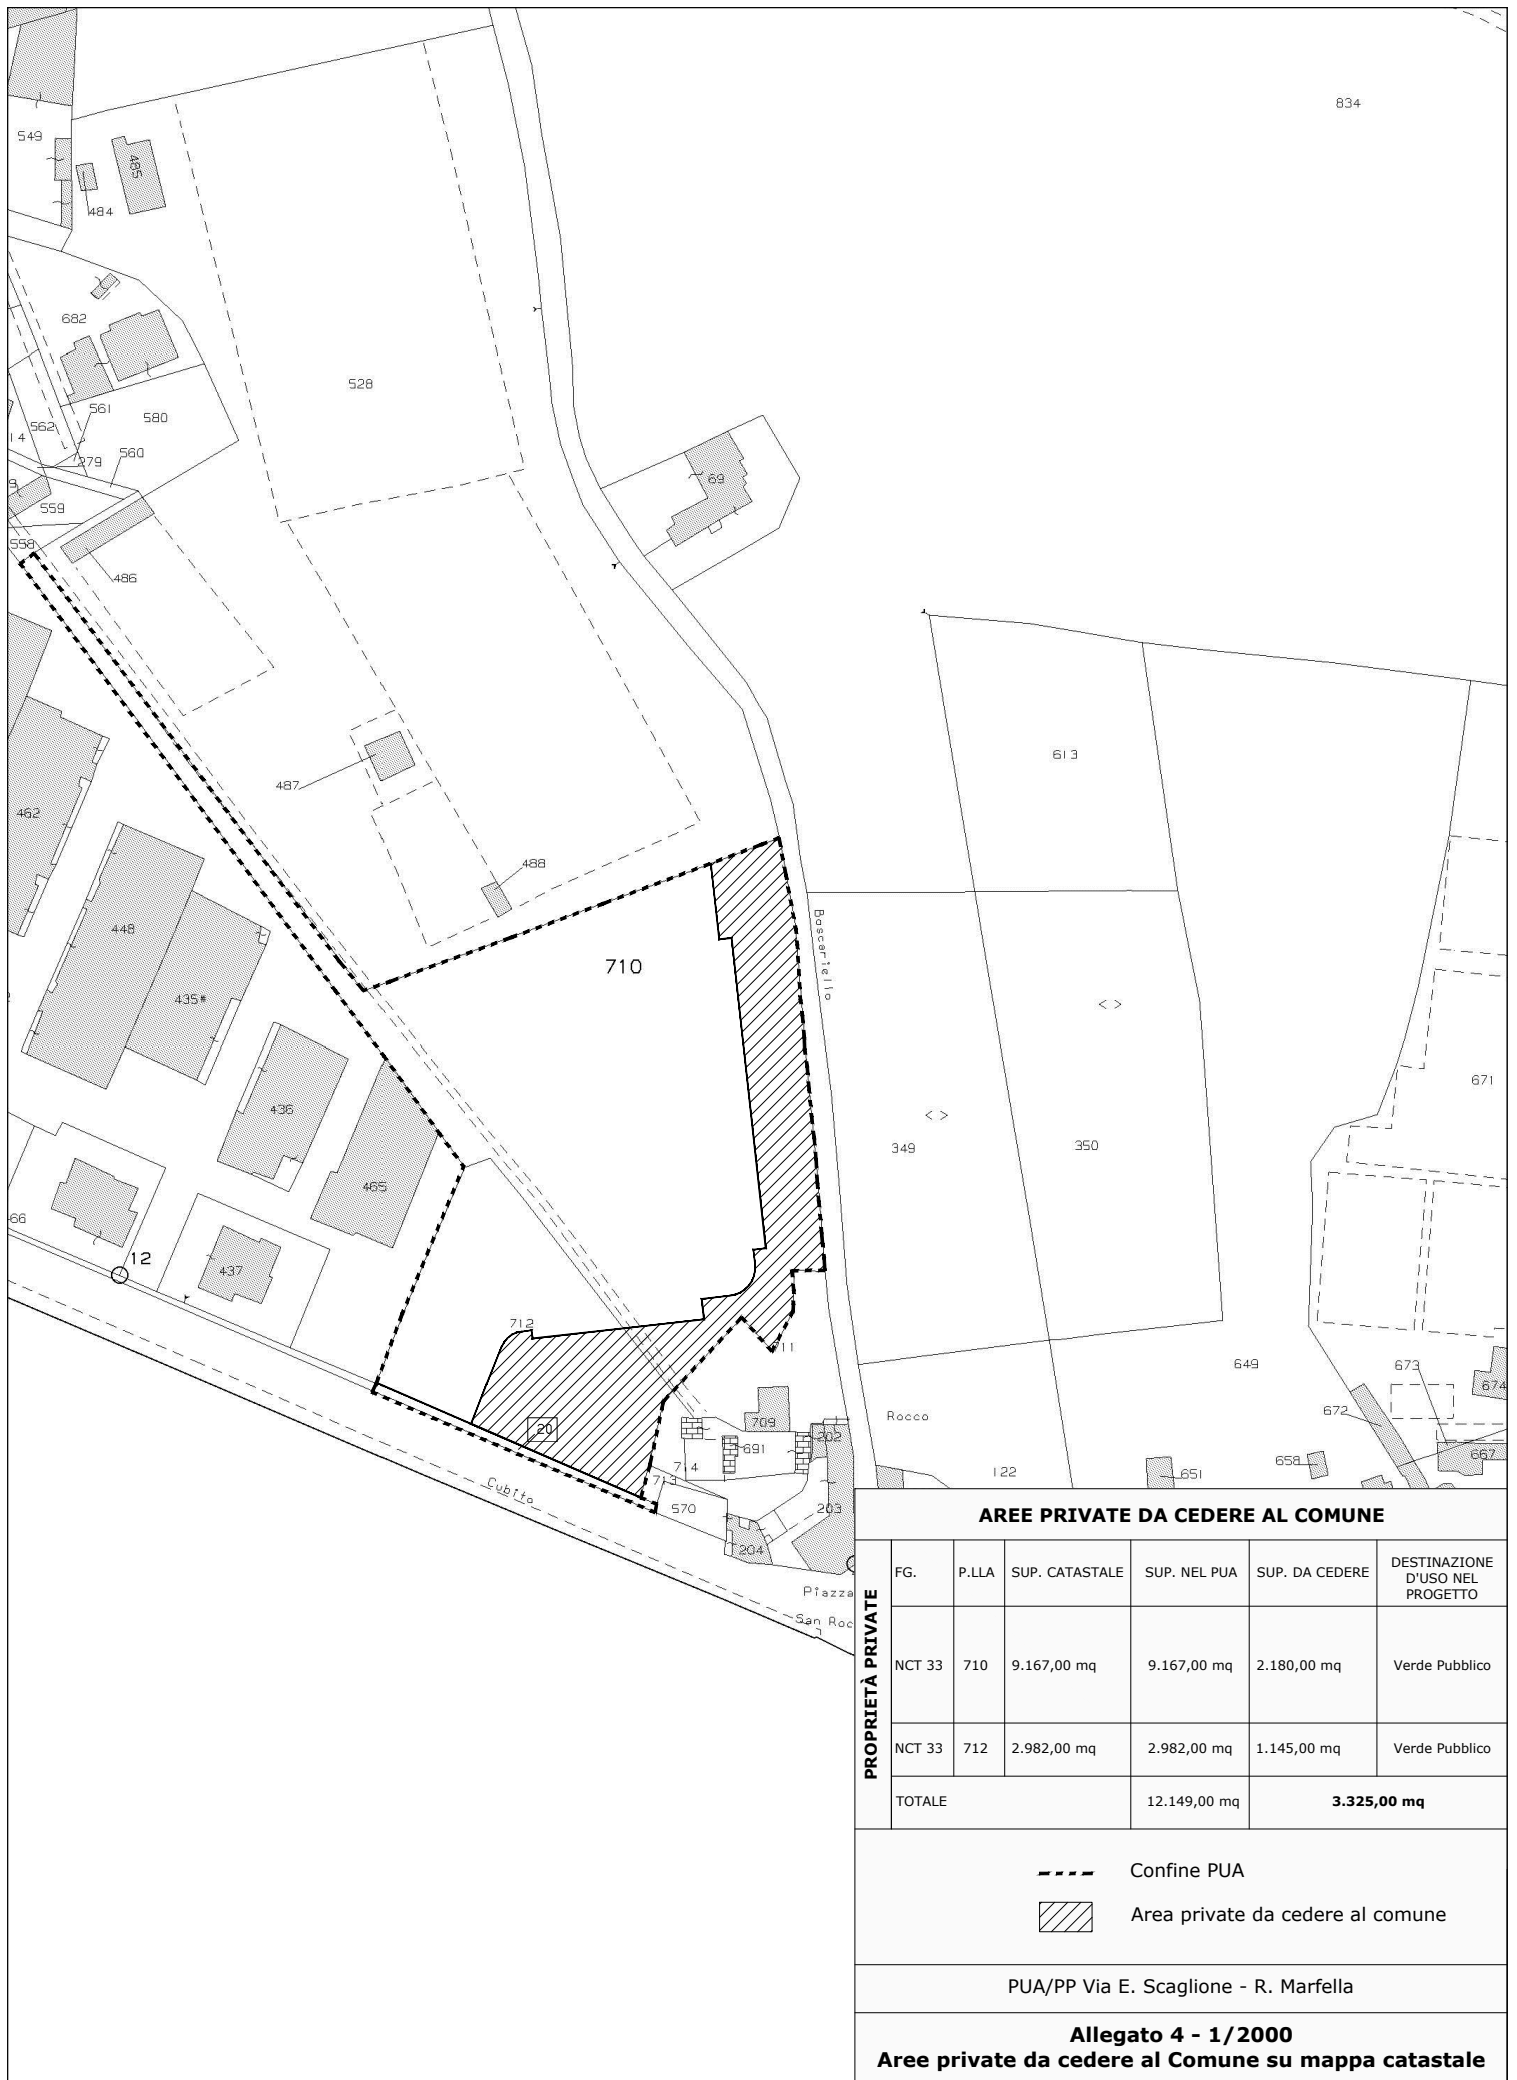 834
549
485
484
682
528
561
580
562
14
279
560
69
559
558
486
613
487
462
488
448
Boscariello
710
435*
< >
671
436
< >
349
350
465
66
12
437
712
711
649
673
674
Rocco
672
20
709
202
691
658
667
714
122
651
713
Cubito
570
203
204
Piazza
San Roc
AREE PRIVATE DA CEDERE AL COMUNE
PROPRIETÀ PRIVATE
FG. P.LLA SUP. CATASTALE SUP. NEL PUA SUP. DA CEDERE DESTINAZIONE
D'USO NEL
PROGETTO
NCT 33 710 9.167,00 mq 9.167,00 mq 2.180,00 mq Verde Pubblico
NCT 33 712 2.982,00 mq 2.982,00 mq 1.145,00 mq Verde Pubblico
TOTALE 12.149,00 mq 3.325,00 mq
Confine PUA
Area private da cedere al comune
PUA/PP Via E. Scaglione - R. Marfella
Allegato 4 - 1/2000
Aree private da cedere al Comune su mappa catastale